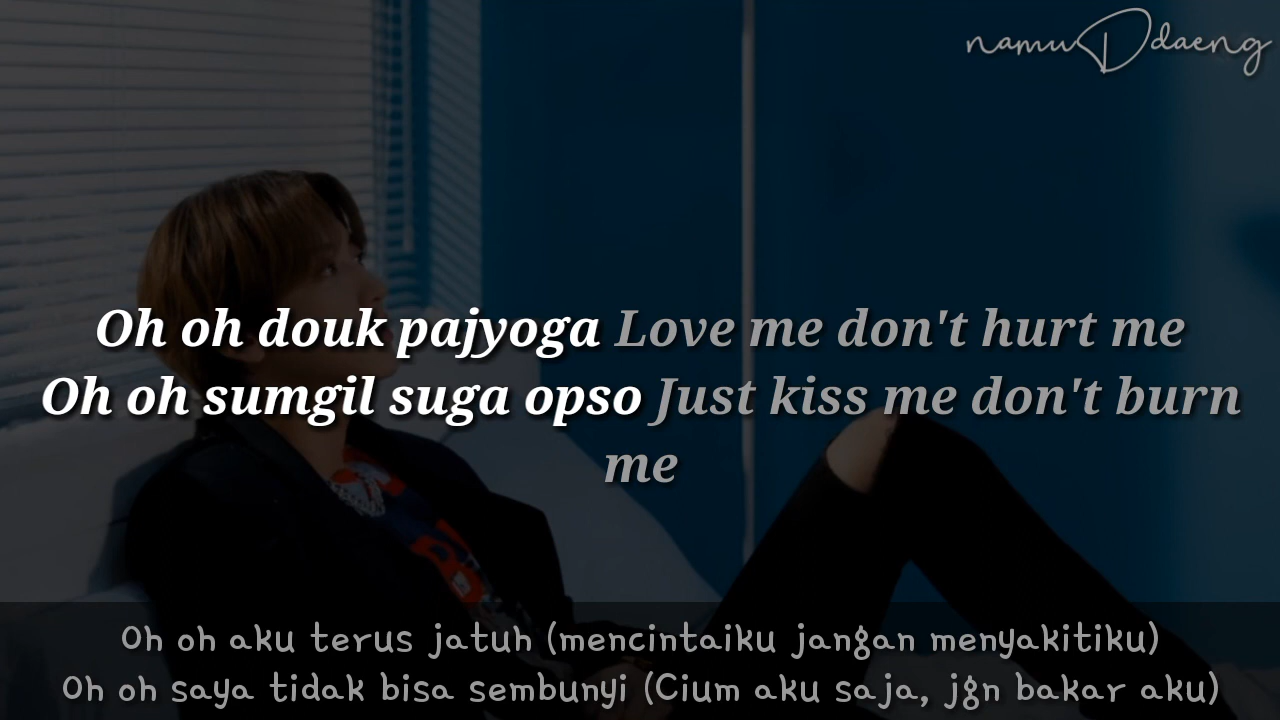 namuDdaeng
Oh oh douk pajyoga Love me don't hurt me
Oh oh sumgil suga opso Just kiss me don't burn
me
Oh oh aku terus jatuh (mencintaiku jangan menyakitiku)
Oh oh saya tidak bisa sembunyi (Cium aku saja, jgn bakar aku)